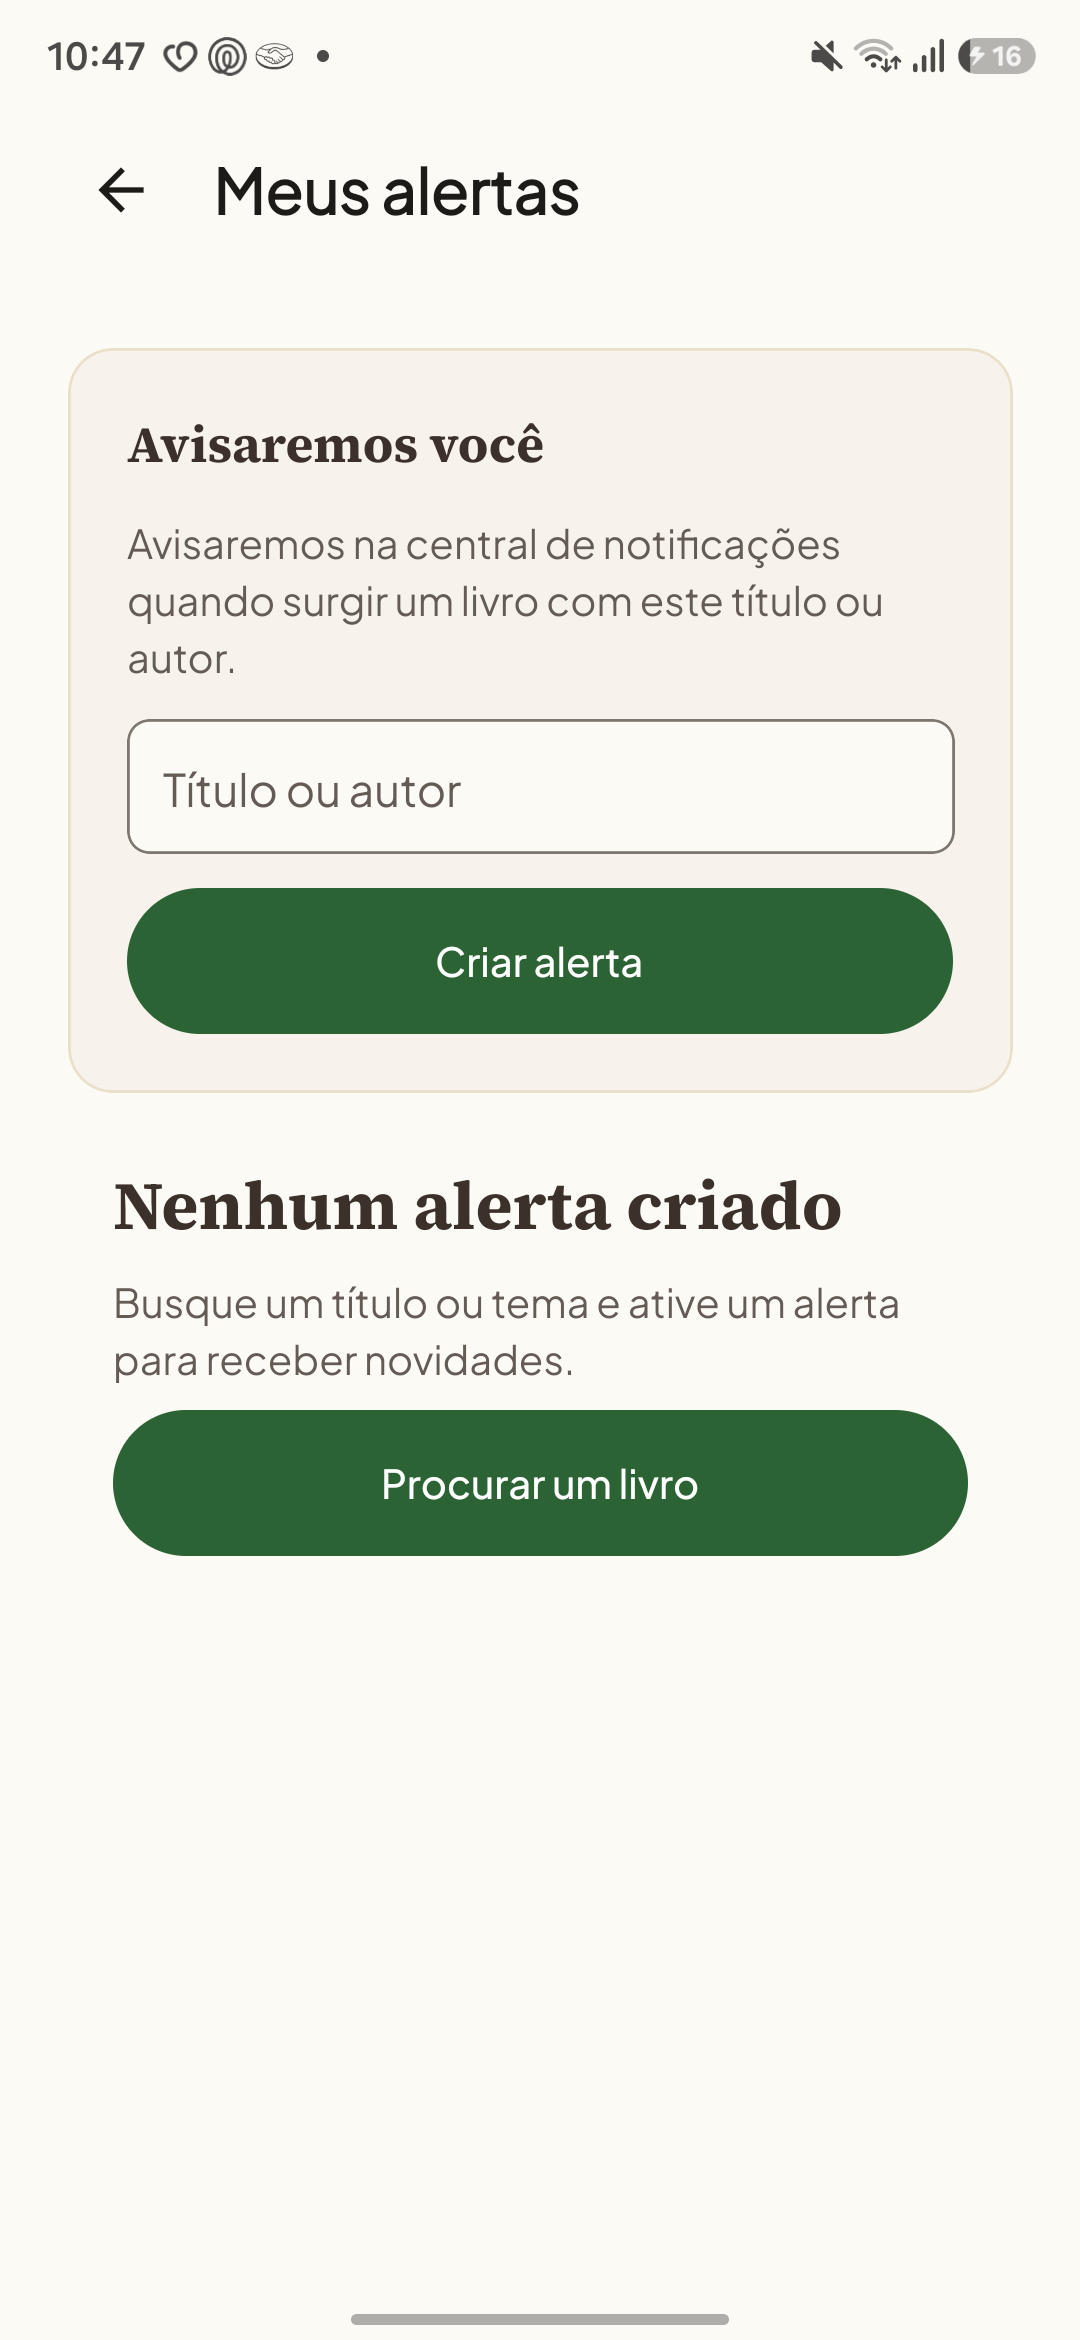 10:47
16
Meus alertas
Avisaremos você
Avisaremos na central de notificações
quando surgir um livro com este título ou
autor.
Título ou autor
Criar alerta
Nenhum alerta criado
Busque um título ou tema e ative um alerta
para receber novidades.
Procurar um livro